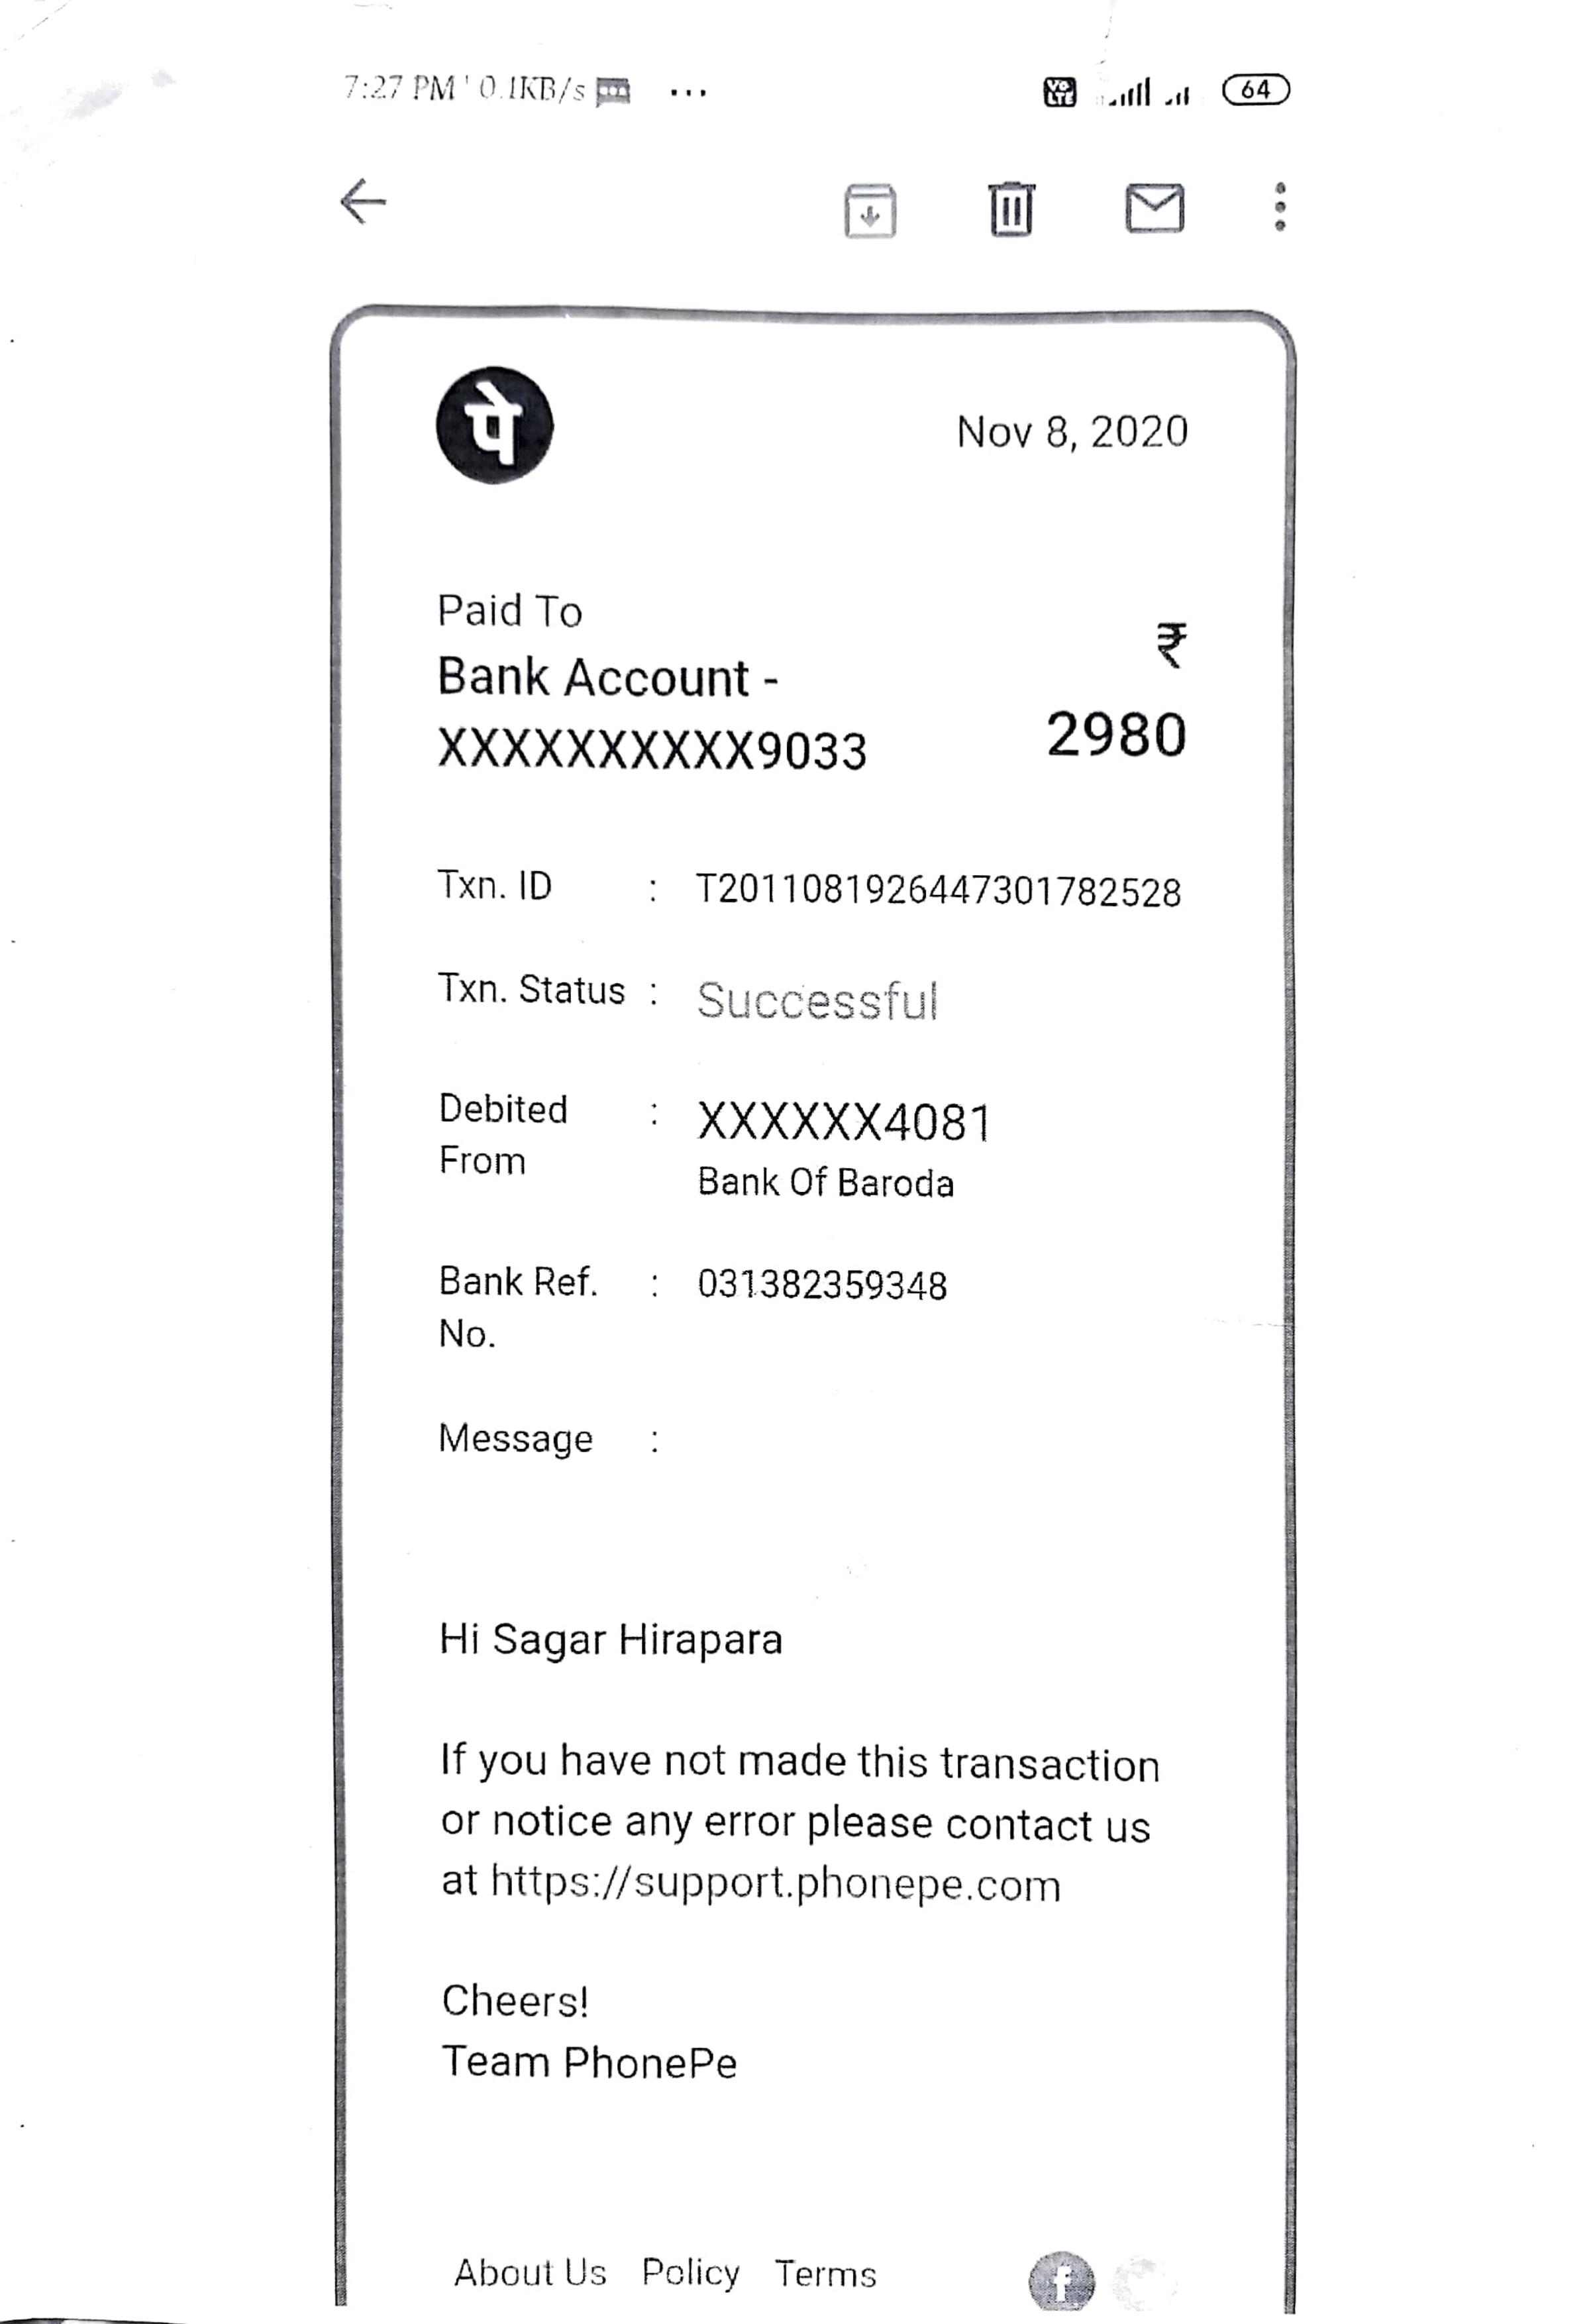 7:27 PM ' 0.1KB/s ...
VO LTE 64
पे
Nov 8, 2020
Paid To
Bank Account -
XXXXXXXXXX9033
₹
2980
Txn. ID : T2011081926447301782528
Txn. Status : Successful
Debited From : XXXXXX4081
Bank Of Baroda
Bank Ref. No. : 031382359348
Message :
Hi Sagar Hirapara
If you have not made this transaction
or notice any error please contact us
at https://support.phonepe.com
Cheers!
Team PhonePe
About Us Policy Terms f